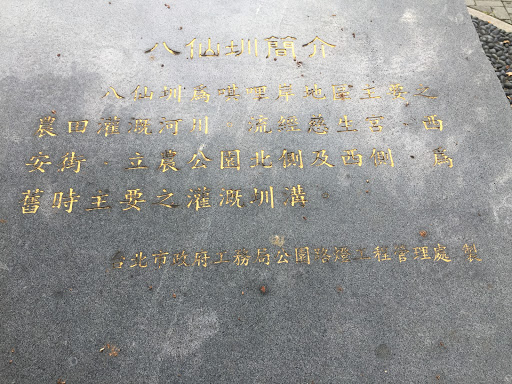 八仙圳簡介
八仙圳為唭哩岸地區主要之
農田灌溉河川，流經慈生宮、西
安街、立農公園北側及西側，為
舊時主要之灌溉圳溝
台北市政府工務局公園路燈工程管理處 製